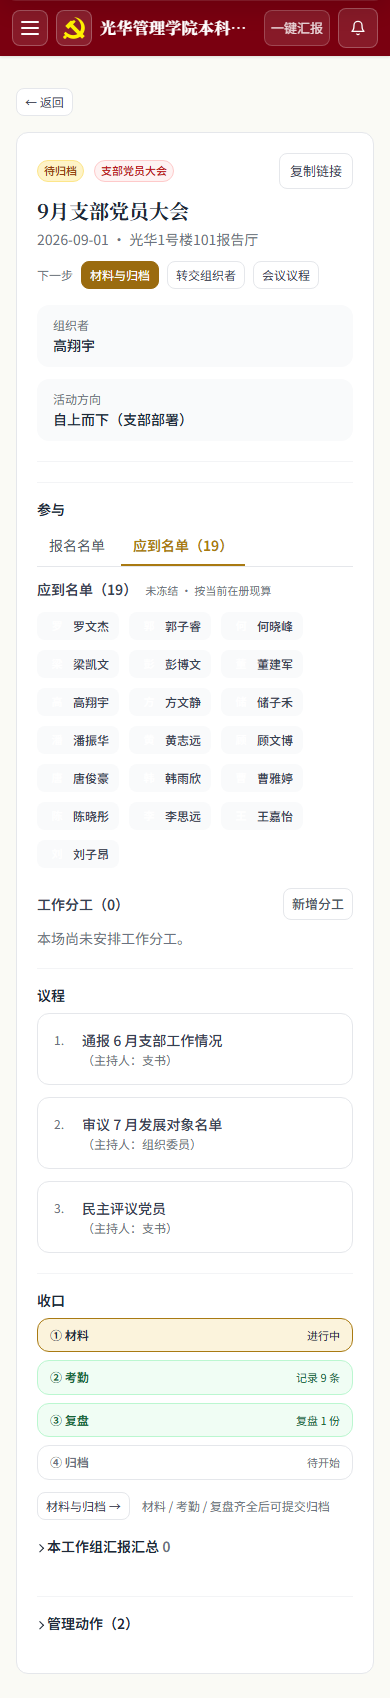 光华管理学院本科…
一键汇报
← 返回
待归档
支部党员大会
复制链接
9月支部党员大会
2026-09-01 · 光华1号楼101报告厅
下一步
材料与归档
转交组织者
会议议程
组织者
高翔宇
活动方向
自上而下（支部部署）
参与
报名名单
应到名单（19）
应到名单（19） 未冻结 · 按当前在册现算
罗文杰 郭子睿 何晓峰
梁凯文 彭博文 董建军
高翔宇 方文静 储子禾
潘振华 黄志远 顾文博
唐俊豪 韩雨欣 曹雅婷
陈晓彤 李思远 王嘉怡
刘子昂
工作分工（0）
新增分工
本场尚未安排工作分工。
议程
1. 通报 6 月支部工作情况
（主持人：支书）
2. 审议 7 月发展对象名单
（主持人：组织委员）
3. 民主评议党员
（主持人：支书）
收口
① 材料 进行中
② 考勤 记录 9 条
③ 复盘 复盘 1 份
④ 归档 待开始
材料与归档 → 材料 / 考勤 / 复盘齐全后可提交归档
本工作组汇报汇总 0
管理动作（2）